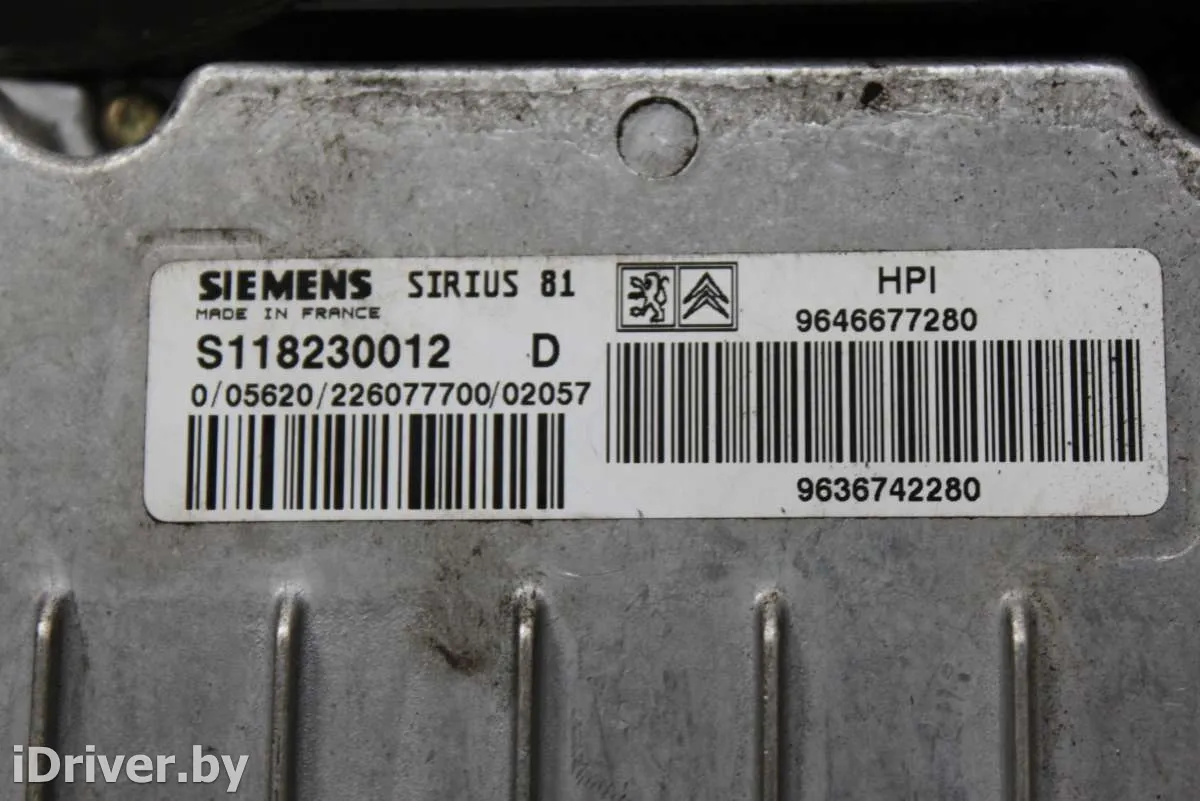 SIEMENS SIRIUS 81
MADE IN FRANCE
S118230012 D
0/05620/226077700/02057
HPI
9646677280
9636742280
iDriver.by